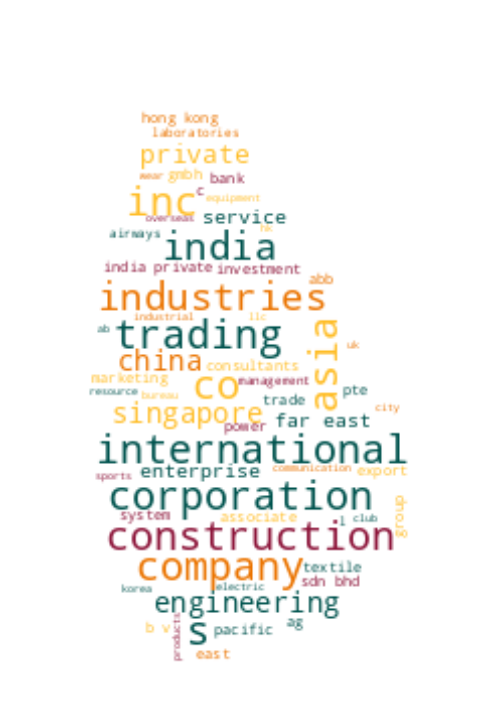 hong kong
laboratories
private
wear gmbh bank
inc c equipment
overseas service
hk
airways india
india private investment
abb
industries
industrial llc
ab trading
asia
uk
china consultants
marketing co management
resource bureau pte
trade city
singapore far east
power
international
sports enterprise communication export
corporation
group
system associate l club
construction
company textile
sdn bhd
korea electric
engineering
b v products s pacific ag
east